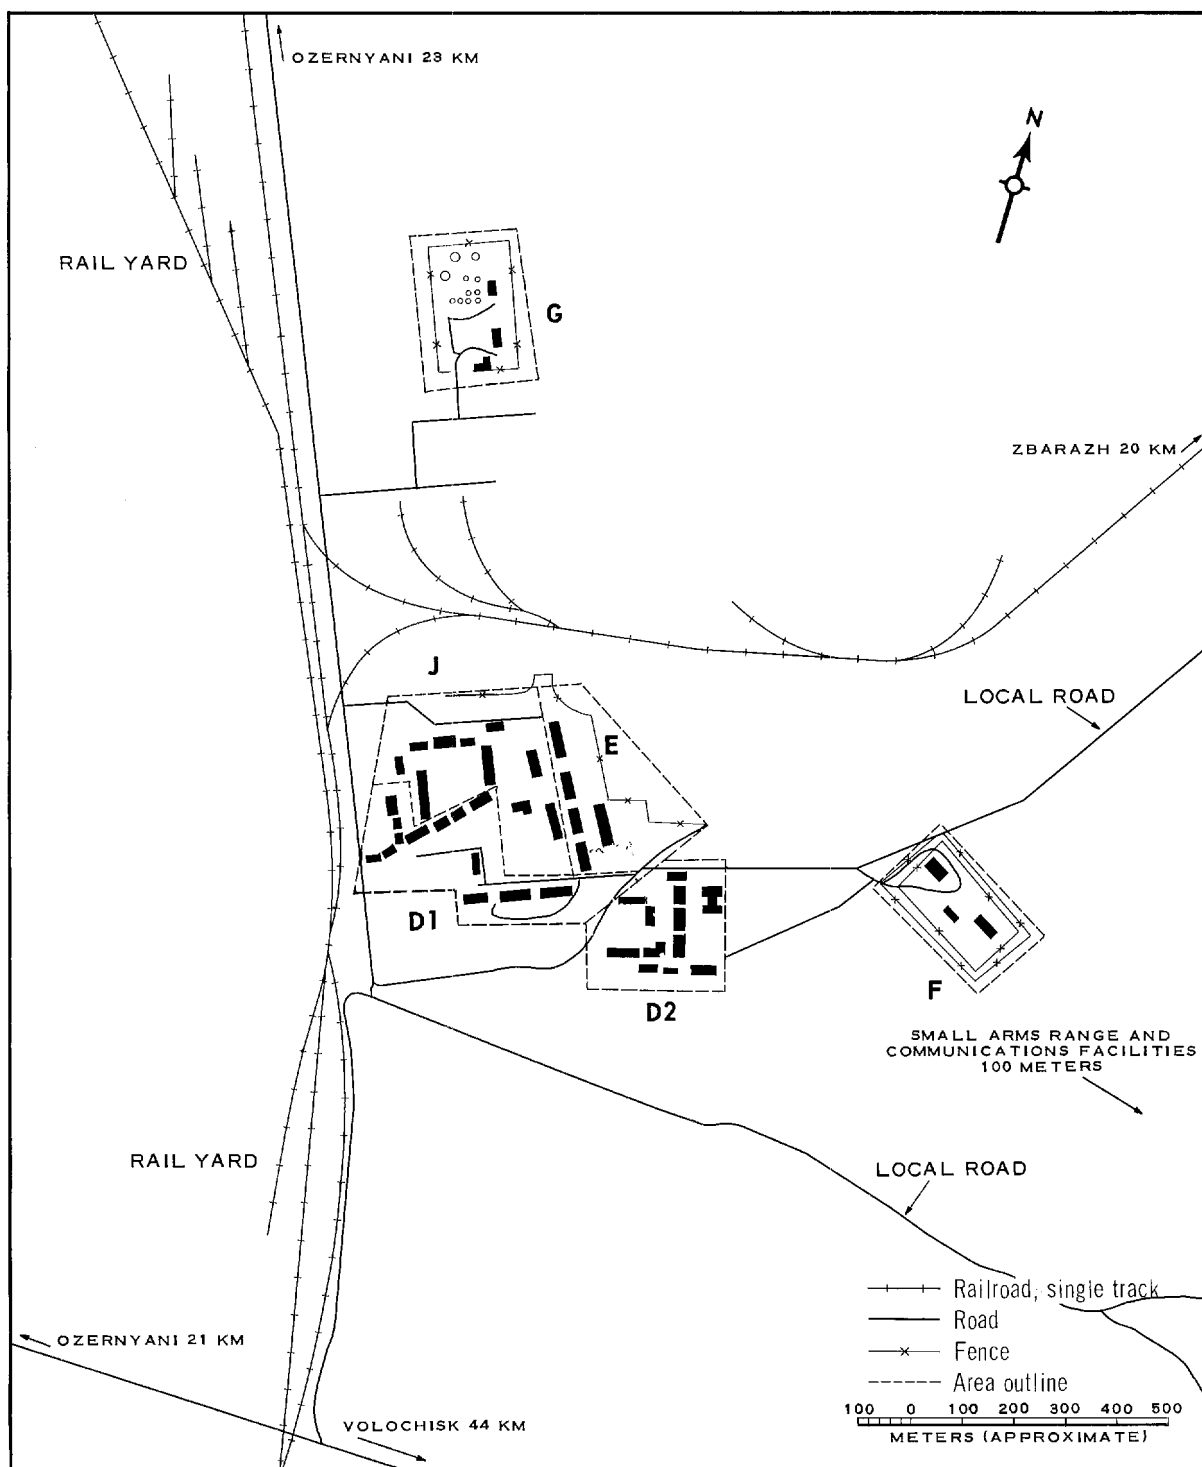 OZERNYANI 23 KM
N
RAIL YARD
G
ZBARAZH 20 KM
J
LOCAL ROAD
E
D1
F
D2
SMALL ARMS RANGE AND
COMMUNICATIONS FACILITIES
100 METERS
RAIL YARD
LOCAL ROAD
Railroad, single track
Road
OZERNYANI 21 KM
Fence
Area outline
100 0 100 200 300 400 500
VOLOCHISK 44 KM
METERS (APPROXIMATE)